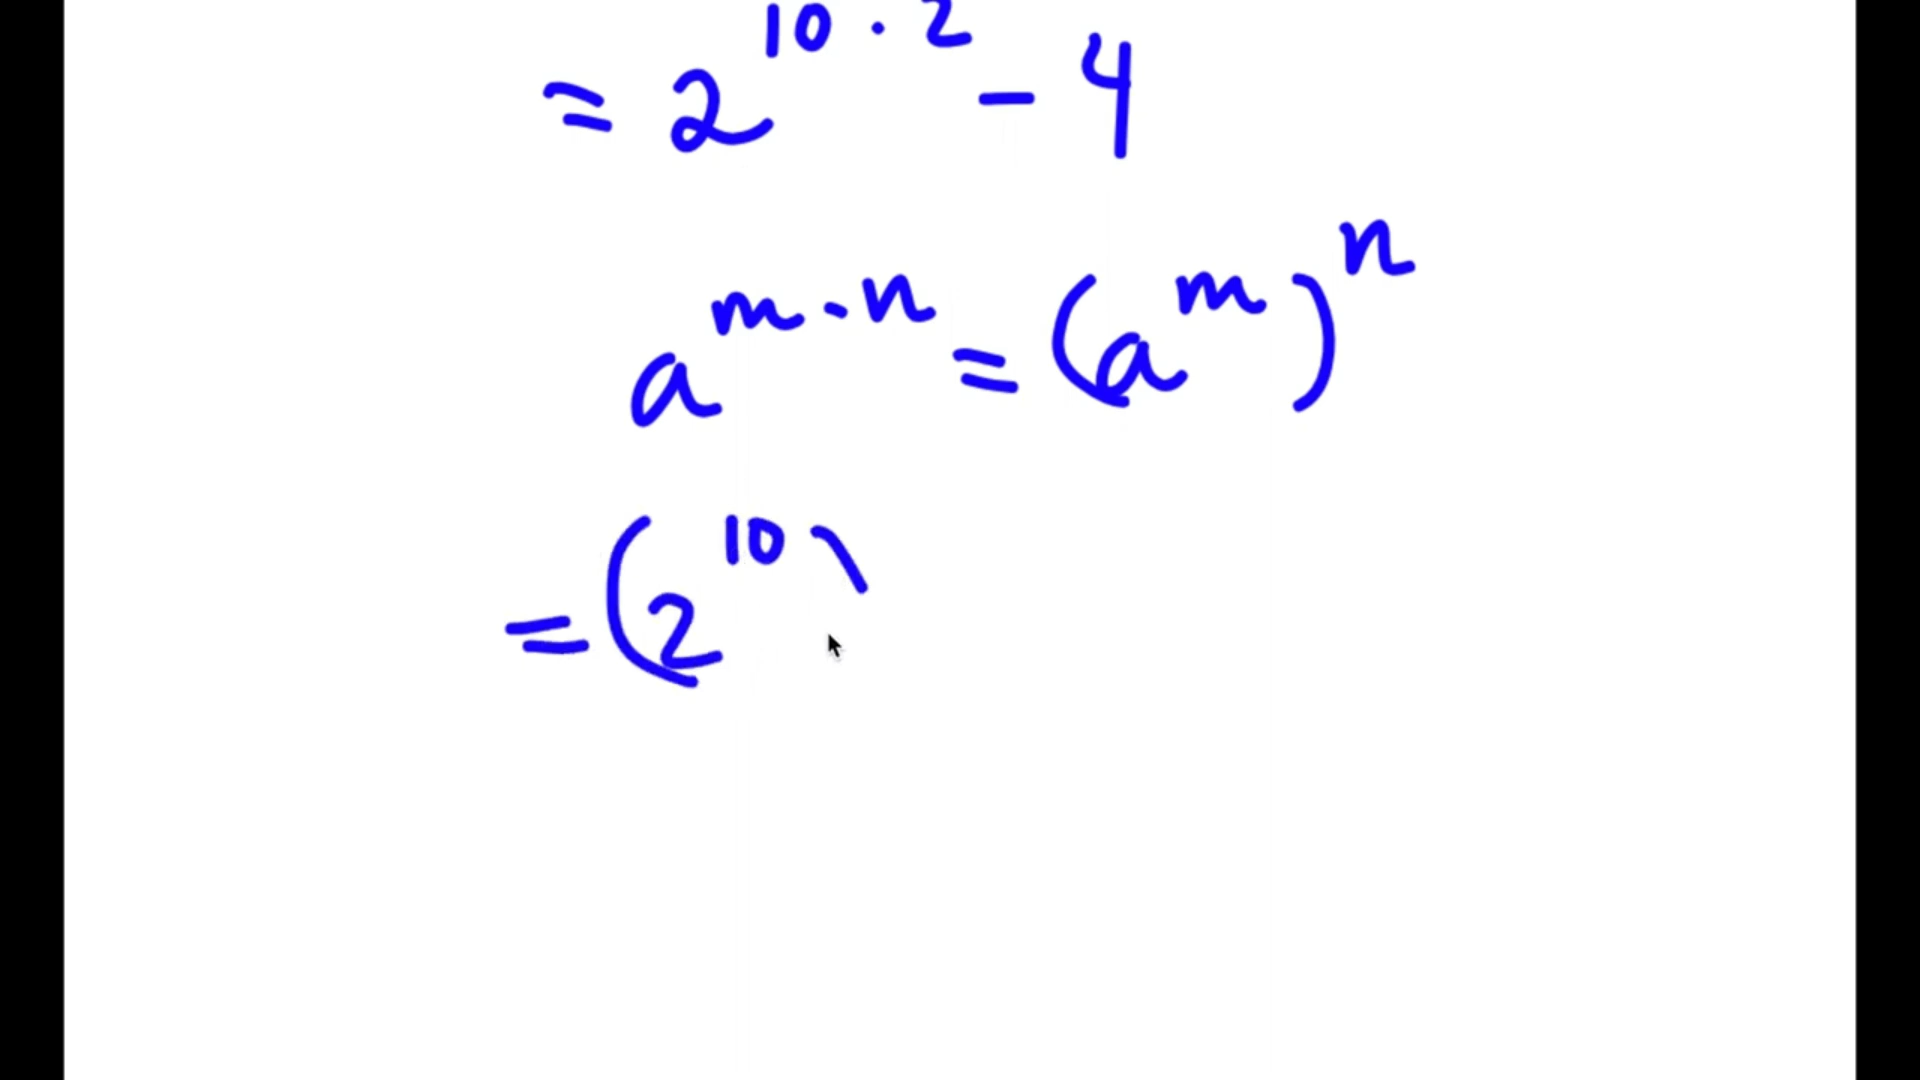 = 2^{10 · 2} - 4
a^{m · n} = (a^m)^n
= (2^{10})